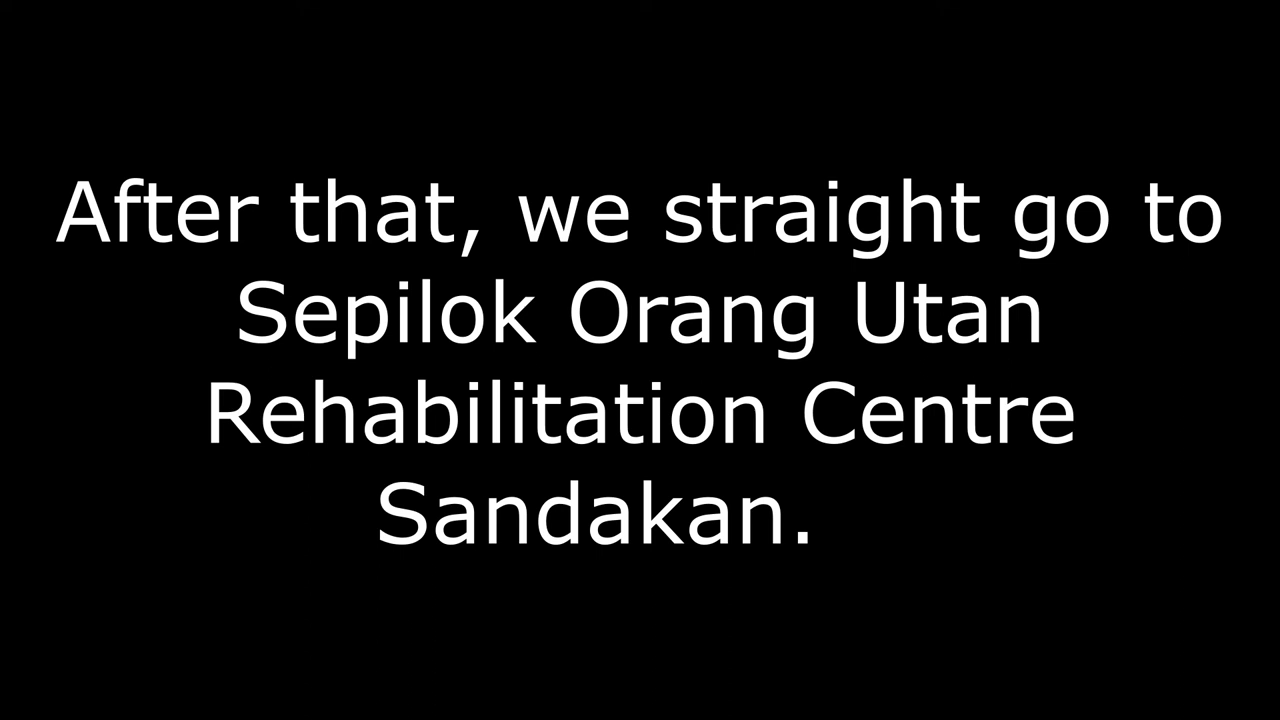 After that, we straight go to
Sepilok Orang Utan
Rehabilitation Centre
Sandakan.